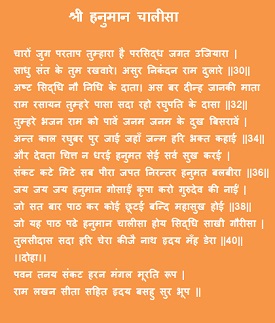 श्री हनुमान चालीसा
चारों जुग परताप तुम्हारा है परसिद्ध जगत उजियारा |
साधु संत के तुम रखवारे। असुर निकंदन राम दुलारे ||30||
अष्ट सिद्धि नौ निधि के दाता। अस बर दीन्ह जानकी माता
राम रसायन तुम्हरे पासा सदा रहो रघुपति के दासा ||32||
तुम्हरे भजन राम को पावें जनम जनम के दुख बिसरावें |
अन्त काल रघुबर पुर जाई जहाँ जन्म हरि भक्त कहाई ||34||
और देवता चित्त न धरई हनुमत सेई सर्व सुख करई |
संकट कटे मिटे सब पीरा जपत निरन्तर हनुमत बलबीरा ||36||
जय जय जय हनुमान गोसाईं कृपा करो गुरुदेव की नाईं |
जो सत बार पाठ कर कोई छूटई बन्दि महासुख होई ||38||
जो यह पाठ पढे हनुमान चालीसा होय सिद्धि साखी गौरीसा |
तुलसीदास सदा हरि चेरा कीजै नाथ हृदय मँह डेरा ||40||
।।दोहा।।
पवन तनय संकट हरन मंगल मूरति रूप |
राम लखन सीता सहित हृदय बसहु सुर भूप ||